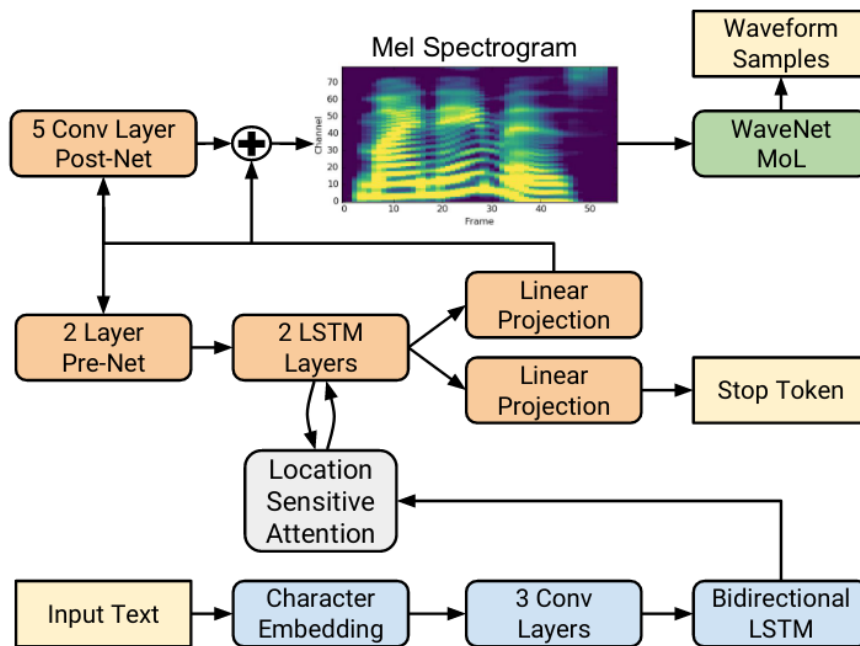 Mel Spectrogram
Waveform
Samples
5 Conv Layer
Post-Net
WaveNet
MoL
Channel
70
60
50
40
30
20
10
0
0 10 20 30 40 50
Frame
2 Layer
Pre-Net
2 LSTM
Layers
Linear
Projection
Linear
Projection
Stop Token
Location
Sensitive
Attention
Input Text
Character
Embedding
3 Conv
Layers
Bidirectional
LSTM